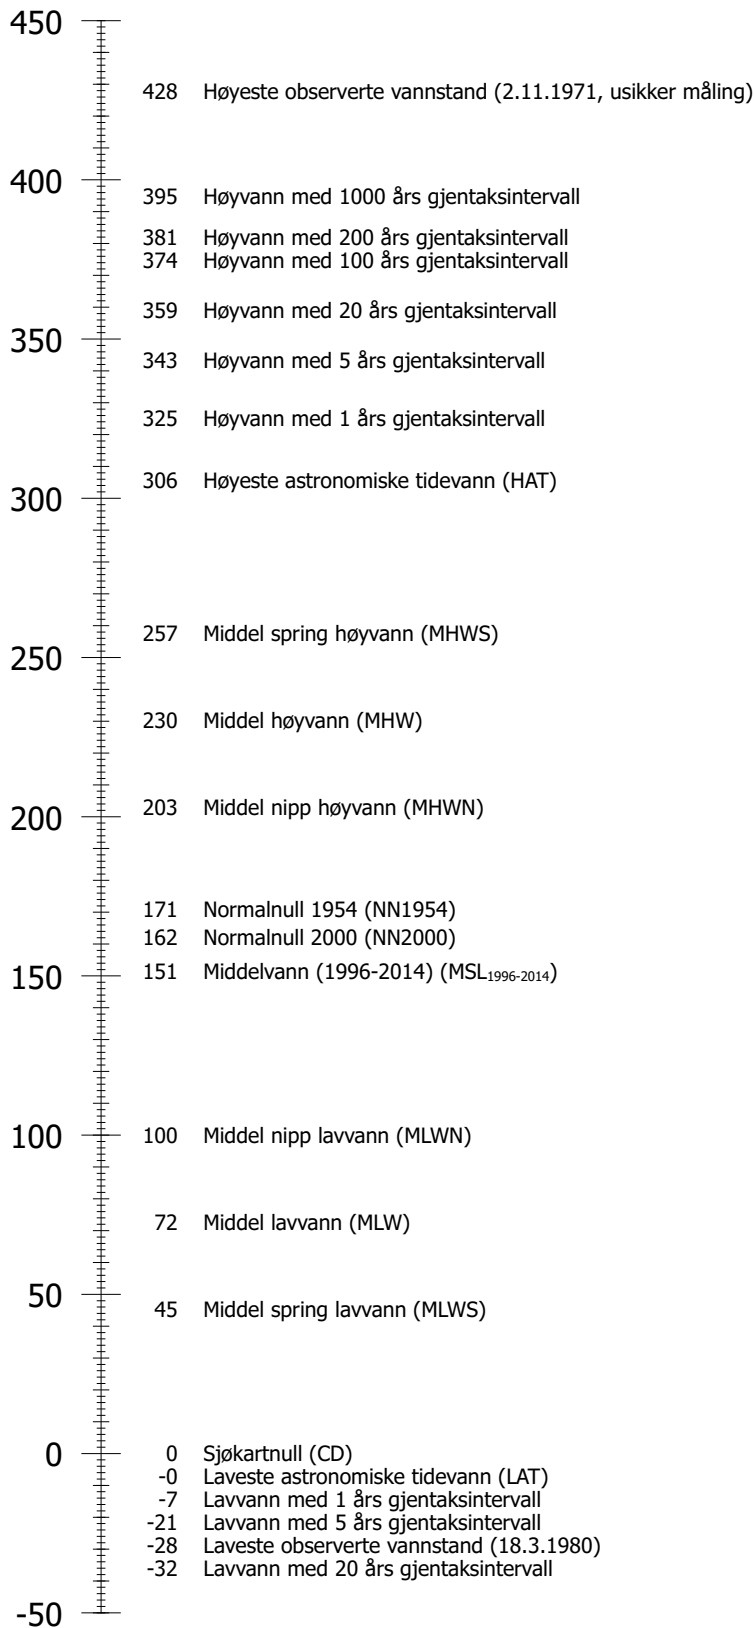 450
428 Høyeste observerte vannstand (2.11.1971, usikker måling)
400
395 Høyvann med 1000 års gjentaksintervall
381 Høyvann med 200 års gjentaksintervall
374 Høyvann med 100 års gjentaksintervall
359 Høyvann med 20 års gjentaksintervall
350
343 Høyvann med 5 års gjentaksintervall
325 Høyvann med 1 års gjentaksintervall
306 Høyeste astronomiske tidevann (HAT)
300
257 Middel spring høyvann (MHWS)
250
230 Middel høyvann (MHW)
203 Middel nipp høyvann (MHWN)
200
171 Normalnull 1954 (NN1954)
162 Normalnull 2000 (NN2000)
150 151 Middelvann (1996-2014) (MSL1996-2014)
100 100 Middel nipp lavvann (MLWN)
72 Middel lavvann (MLW)
50
45 Middel spring lavvann (MLWS)
0 0 Sjøkartnull (CD)
-0 Laveste astronomiske tidevann (LAT)
-7 Lavvann med 1 års gjentaksintervall
-21 Lavvann med 5 års gjentaksintervall
-28 Laveste observerte vannstand (18.3.1980)
-32 Lavvann med 20 års gjentaksintervall
-50